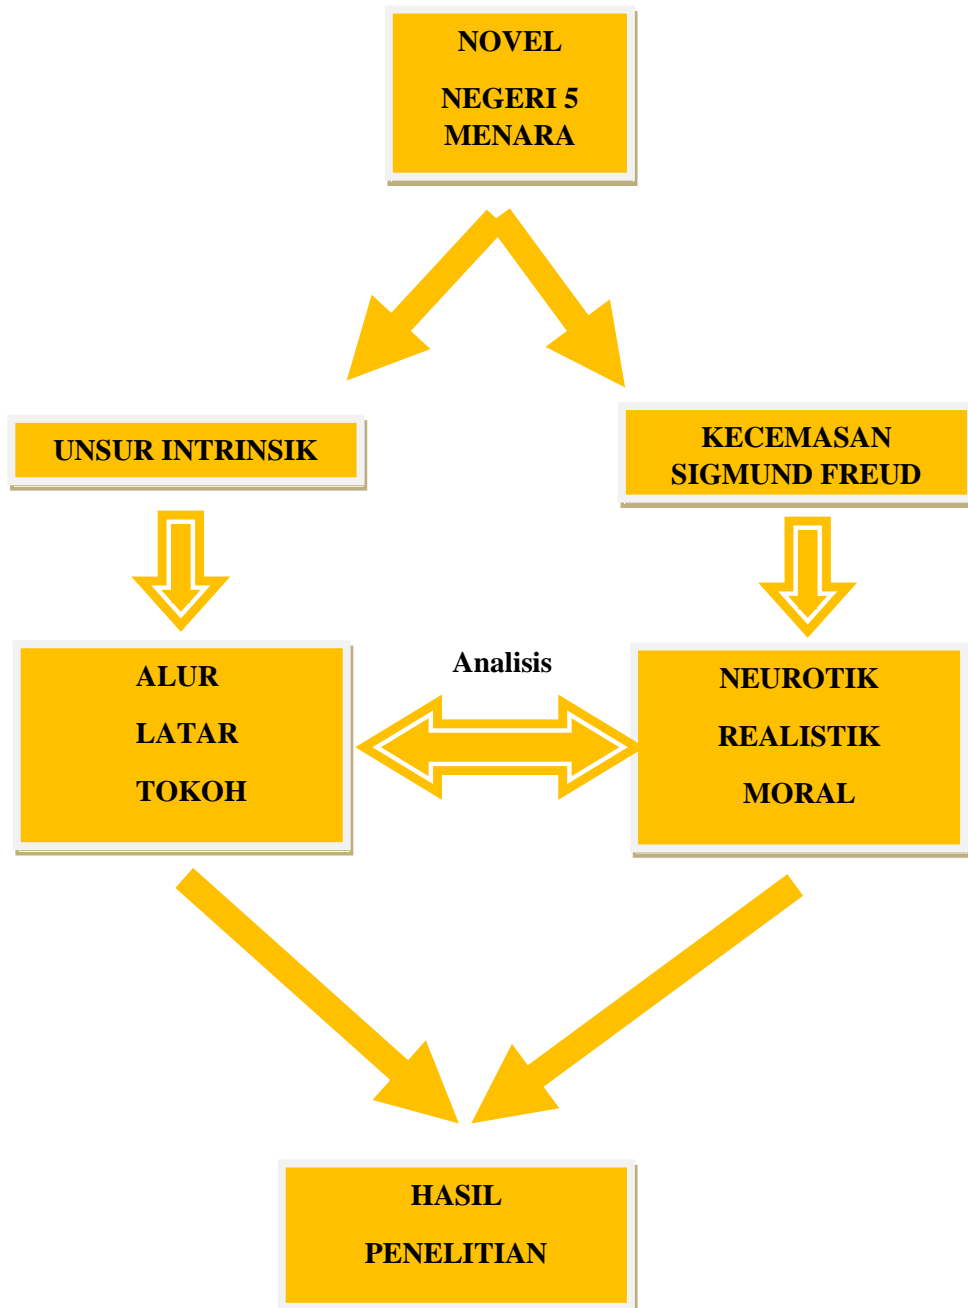 NOVEL
NEGERI 5
MENARA
UNSUR INTRINSIK
KECEMASAN
SIGMUND FREUD
ALUR
LATAR
TOKOH
Analisis
NEUROTIK
REALISTIK
MORAL
HASIL
PENELITIAN